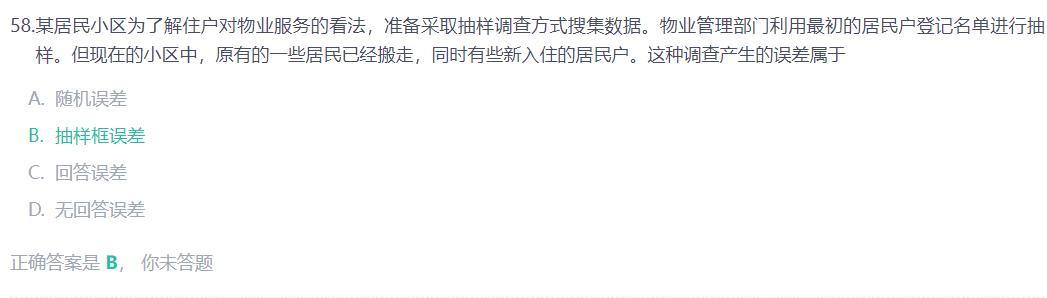 58.某居民小区为了解住户对物业服务的看法，准备采取抽样调查方式搜集数据。物业管理部门利用最初的居民户登记名单进行抽
样。但现在的小区中，原有的一些居民已经搬走，同时有些新入住的居民户。这种调查产生的误差属于
A. 随机误差
B. 抽样框误差
C. 回答误差
D. 无回答误差
正确答案是 B， 你未答题